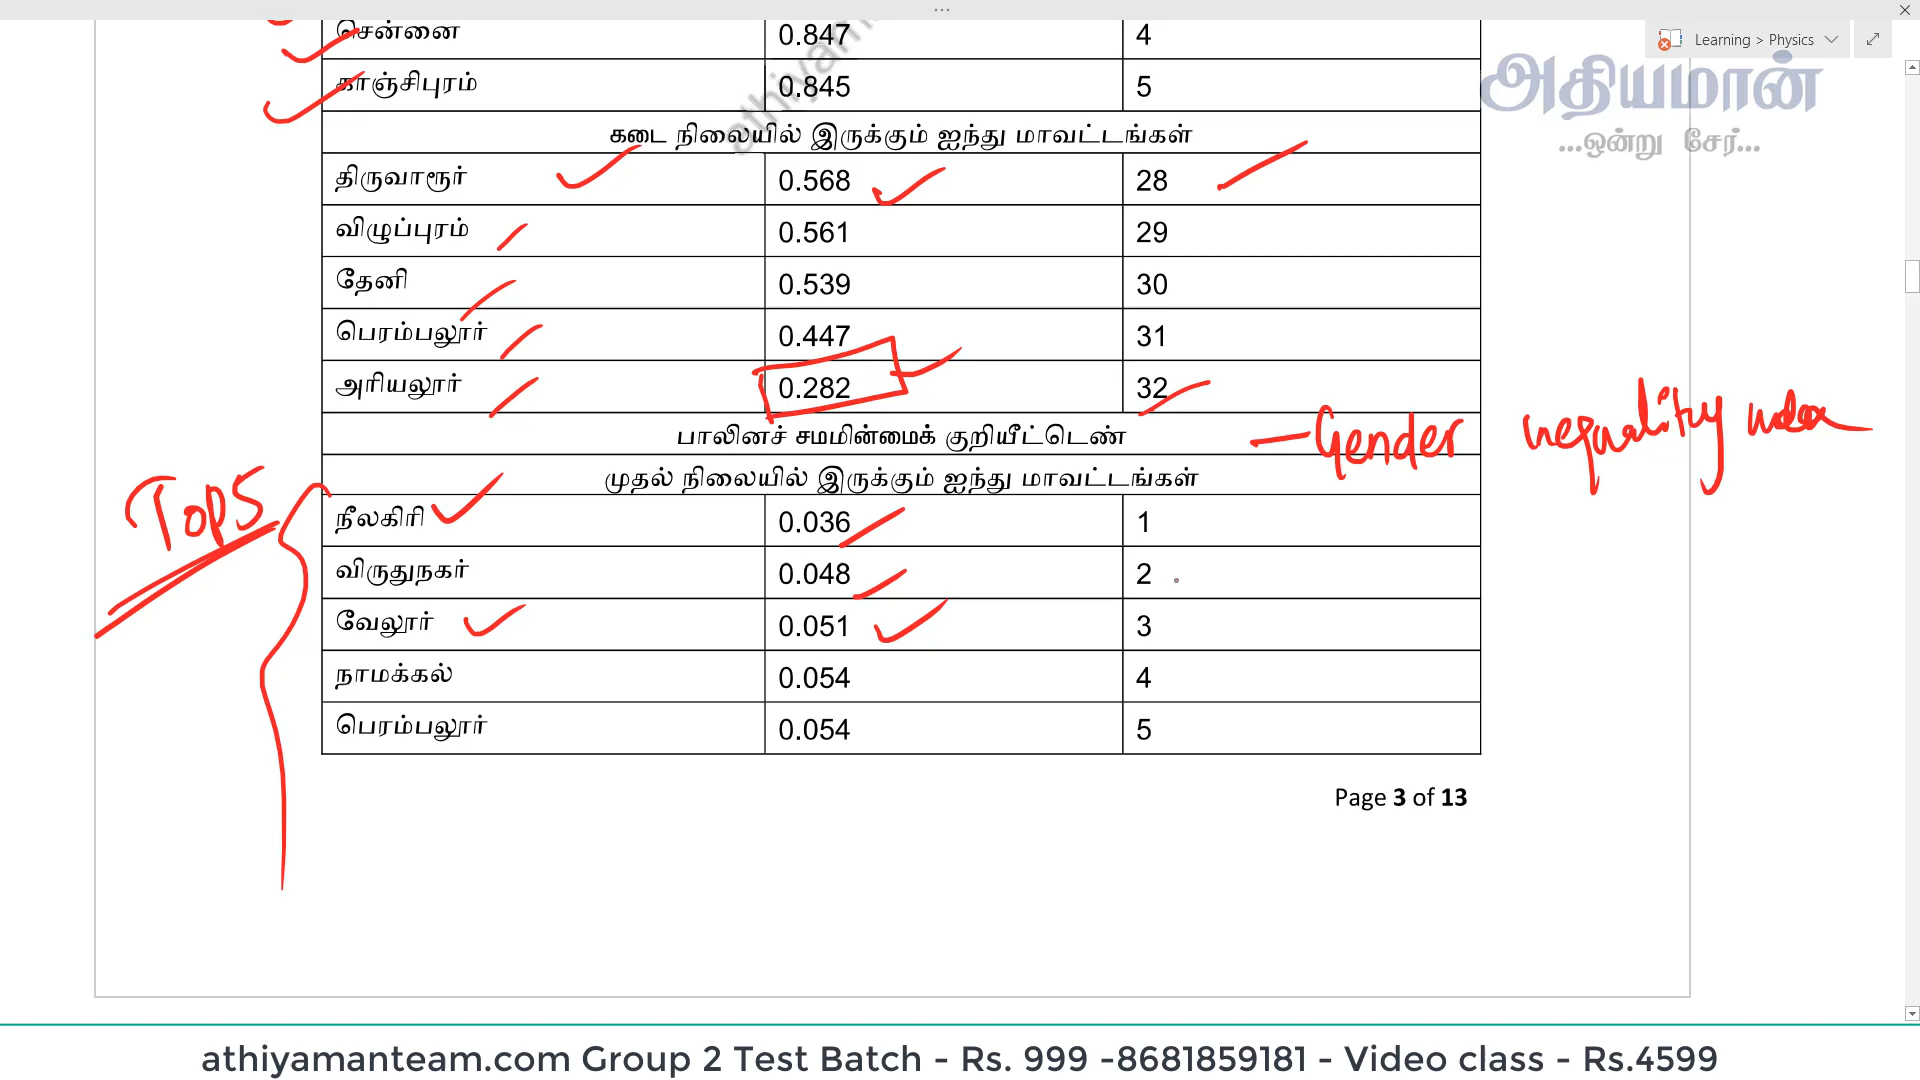 சென்னை 0.847 4
Learning > Physics
காஞ்சிபுரம் 0.845 5
அதியமான்
...ஒன்று சேர்...
கடை நிலையில் இருக்கும் ஐந்து மாவட்டங்கள்
திருவாரூர் 0.568 28
விழுப்புரம் 0.561 29
தேனி 0.539 30
பெரம்பலூர் 0.447 31
அரியலூர் 0.282 32
பாலினச் சமமின்மைக் குறியீட்டெண் - Gender inequality index
முதல் நிலையில் இருக்கும் ஐந்து மாவட்டங்கள்
Top 5
நீலகிரி 0.036 1
விருதுநகர் 0.048 2
வேலூர் 0.051 3
நாமக்கல் 0.054 4
பெரம்பலூர் 0.054 5
Page 3 of 13
athiyamanteam.com Group 2 Test Batch - Rs. 999 -8681859181 - Video class - Rs.4599